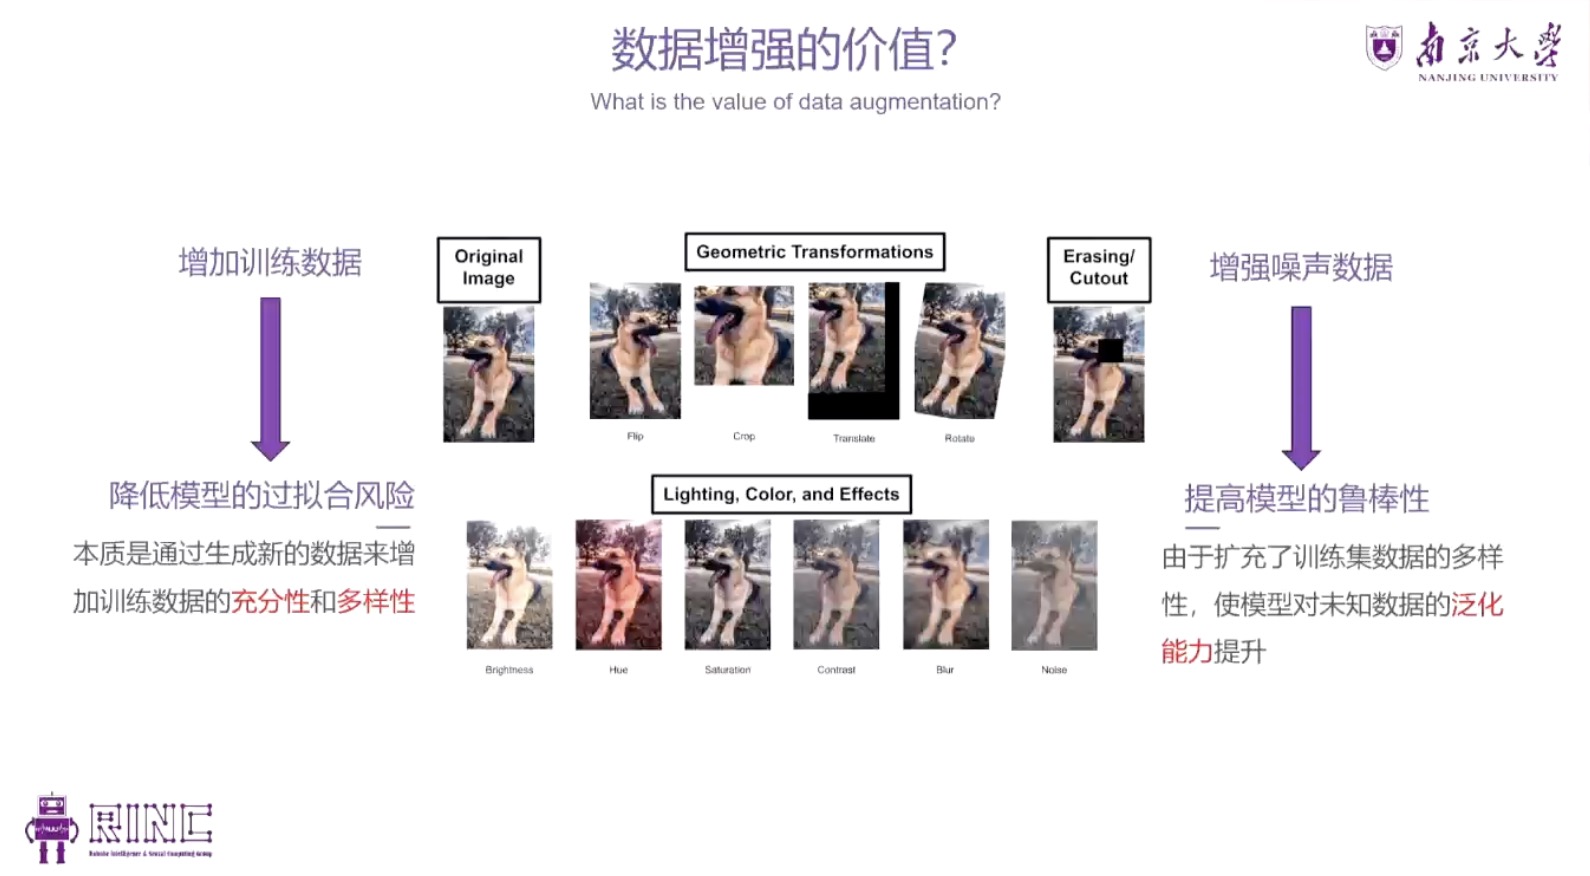 数据增强的价值?
What is the value of data augmentation?
南京大学
NANJING UNIVERSITY
增加训练数据
降低模型的过拟合风险
本质是通过生成新的数据来增
加训练数据的充分性和多样性
Original
Image
Geometric Transformations
Flip
Crop
Translate
Rotate
Erasing/
Cutout
Lighting, Color, and Effects
Brightness
Hue
Saturation
Contrast
Blur
Noise
增强噪声数据
提高模型的鲁棒性
由于扩充了训练集数据的多样
性，使模型对未知数据的泛化
能力提升
RINC
Robotic Intelligence & Neural Computing Group